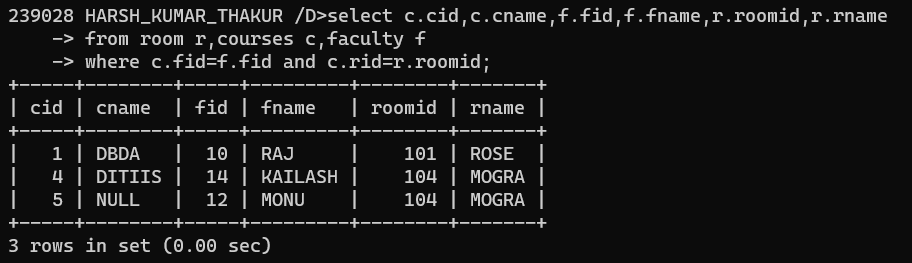 239028 HARSH_KUMAR_THAKUR /D>select c.cid,c.cname,f.fid,f.fname,r.roomid,r.rname
    -> from room r,courses c,faculty f
    -> where c.fid=f.fid and c.rid=r.roomid;
+-----+--------+-----+---------+--------+-------+
| cid | cname  | fid | fname   | roomid | rname |
+-----+--------+-----+---------+--------+-------+
|   1 | DBDA   |  10 | RAJ     |    101 | ROSE  |
|   4 | DITIIS |  14 | KAILASH |    104 | MOGRA |
|   5 | NULL   |  12 | MONU    |    104 | MOGRA |
+-----+--------+-----+---------+--------+-------+
3 rows in set (0.00 sec)